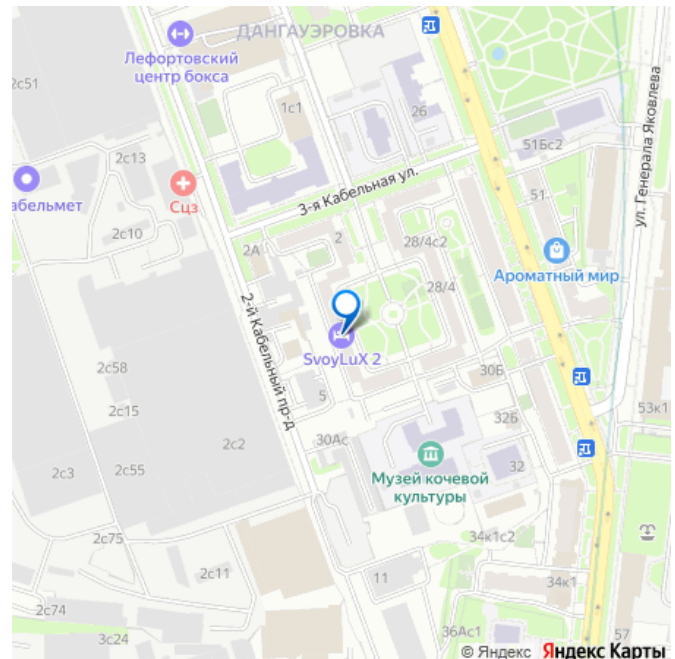 ДАНГАУЭРОВКА
Лефортовский
центр бокса
2с51
1с1
26
51Бс2
2с13
3-я Кабельная ул.
ул. Генерала Яковлева
абельмет
Сцз
51
2с10
2А
2
28/4с2
Ароматный мир
28/4
2-й Кабельный пр-д
SvoyLuX 2
2с58
30Б
5
53к1
2с15
32Б
30Ас
2с2
2с3
2с55
32
Музей кочевой
культуры
2с75
34к1с2
2с11
11
34к1
2с74
36Ас1
57
3с24
© Яндекс Яндекс Карты